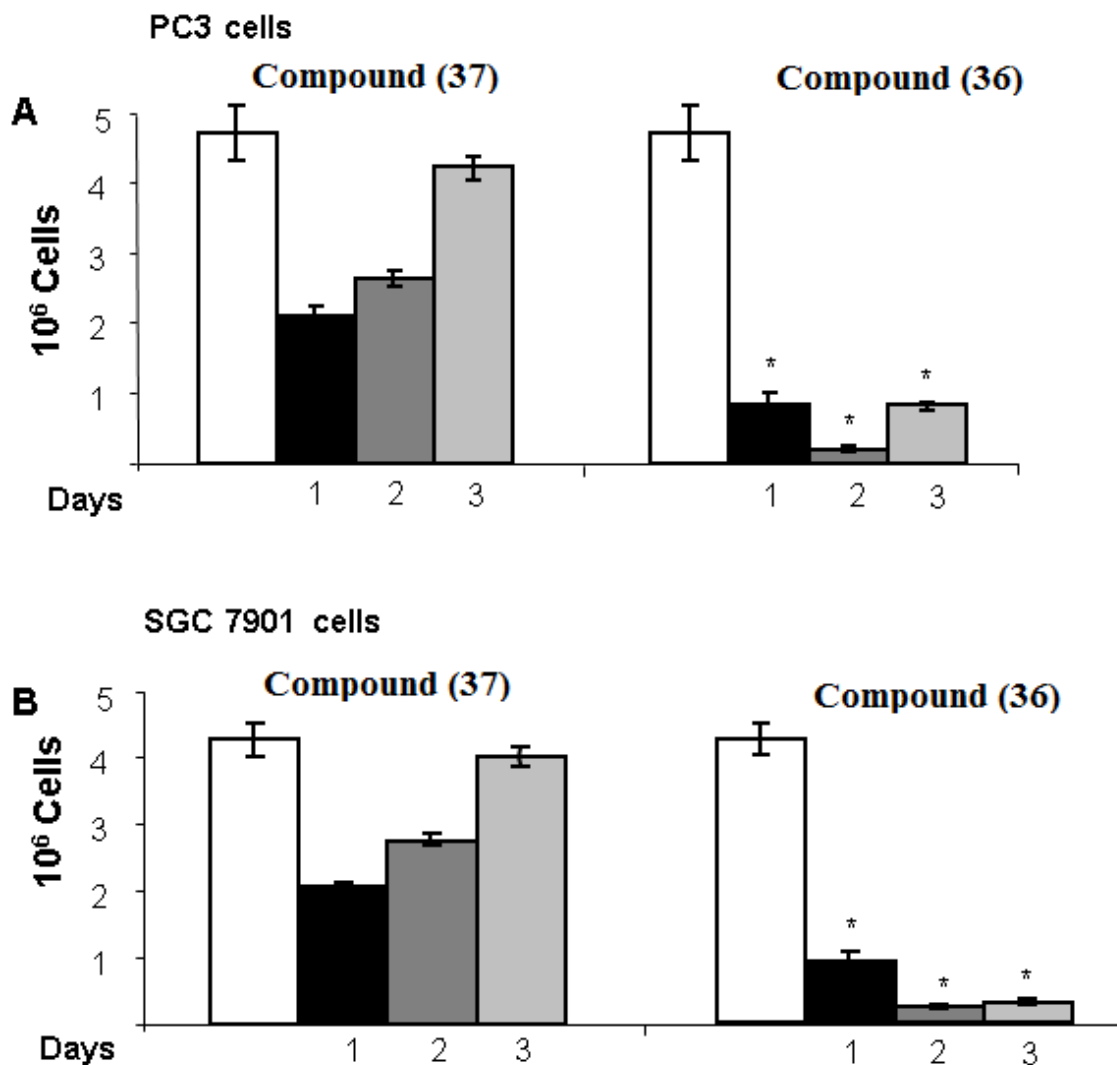 PC3 cells
Compound (37) Compound (36)
A
5
4
3
2
1
10⁶ Cells
* * *
Days 1 2 3 1 2 3
SGC 7901 cells
Compound (37) Compound (36)
B
5
4
3
2
1
10⁶ Cells
* * *
Days 1 2 3 1 2 3